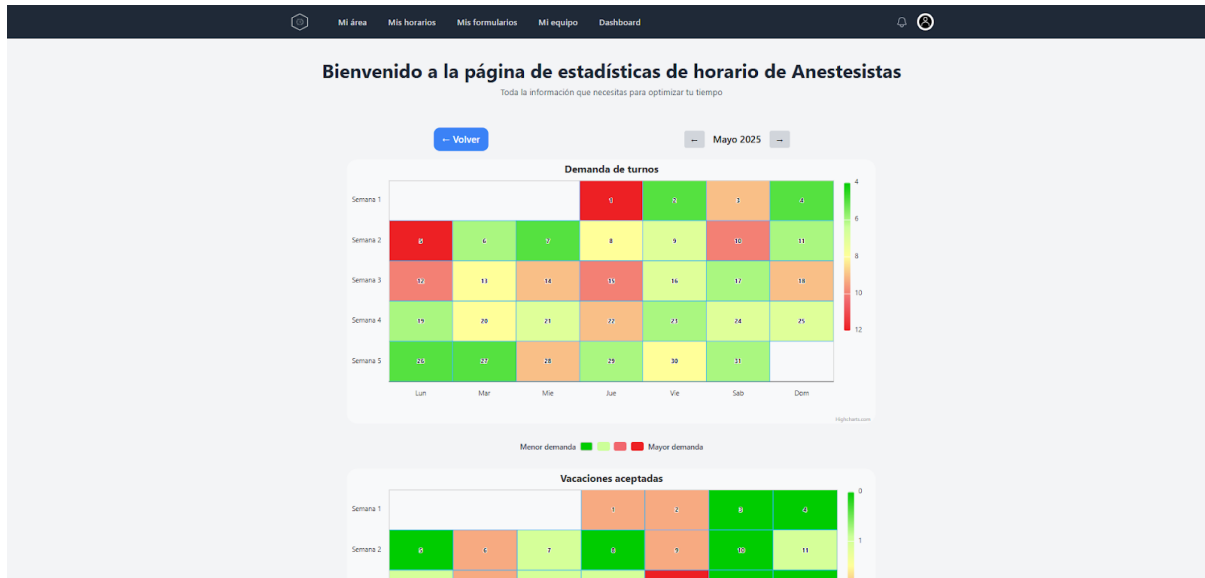 Mi área Mis horarios Mis formularios Mi equipo Dashboard
Bienvenido a la página de estadísticas de horario de Anestesistas
Toda la información que necesitas para optimizar tu tiempo
← Volver
← Mayo 2025 →
Demanda de turnos
Semana 1 1 2 3 4
Semana 2 5 6 7 8 9 10 11
Semana 3 12 13 14 15 16 17 18
Semana 4 19 20 21 22 23 24 25
Semana 5 26 27 28 29 30 31
4
6
8
10
12
Lun Mar Mie Jue Vie Sab Dom
Highcharts.com
Menor demanda Mayor demanda
Vacaciones aceptadas
Semana 1 1 2 3 4
Semana 2 5 6 7 8 9 10 11
0
1